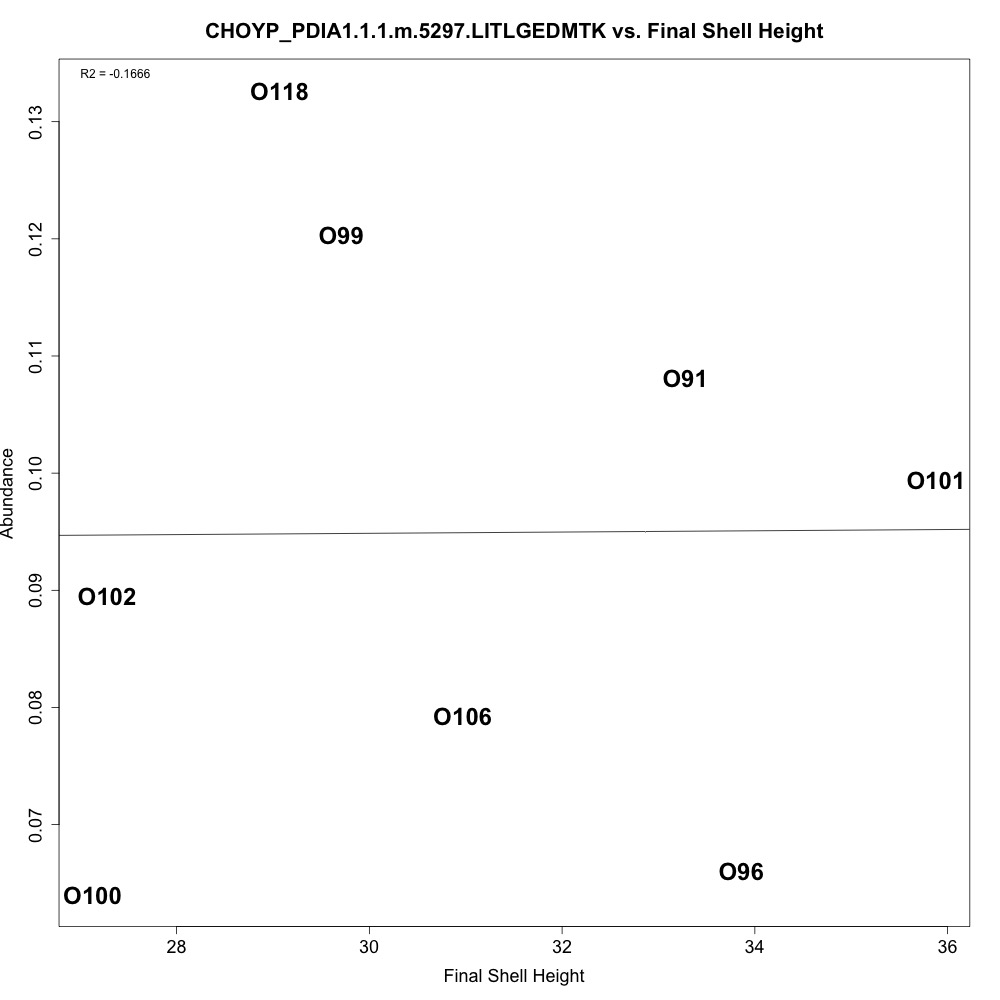 CHOYP_PDIA1.1.1.m.5297.LITLGEDMTK vs. Final Shell Height
R2 = -0.1666
O118
0.13
O99
0.12
0.11
O91
0.10
O101
Abundance
0.09
O102
0.08
O106
0.07
O96
O100
28 30 32 34 36
Final Shell Height